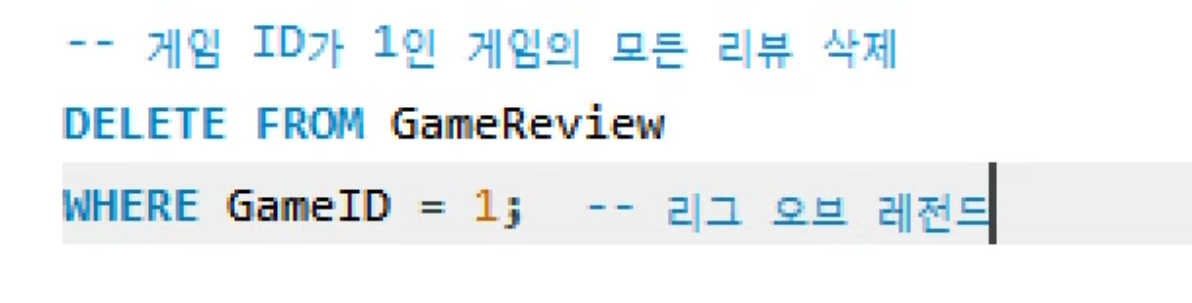 -- 게임 ID가 1인 게임의 모든 리뷰 삭제
DELETE FROM GameReview
WHERE GameID = 1;  -- 리그 오브 레전드